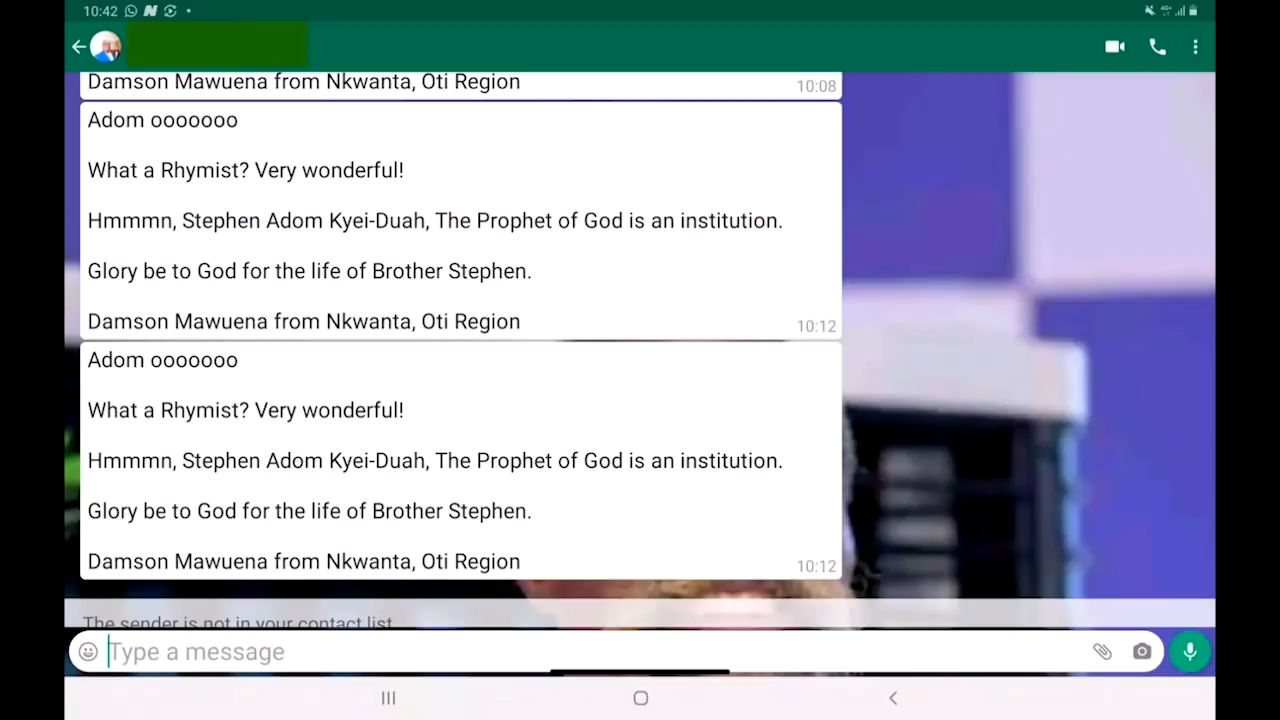 10:42
Damson Mawuena from Nkwanta, Oti Region
10:08
Adom ooooooo
What a Rhymist? Very wonderful!
Hmmmn, Stephen Adom Kyei-Duah, The Prophet of God is an institution.
Glory be to God for the life of Brother Stephen.
Damson Mawuena from Nkwanta, Oti Region
10:12
Adom ooooooo
What a Rhymist? Very wonderful!
Hmmmn, Stephen Adom Kyei-Duah, The Prophet of God is an institution.
Glory be to God for the life of Brother Stephen.
Damson Mawuena from Nkwanta, Oti Region
10:12
The sender is not in your contact list
Type a message